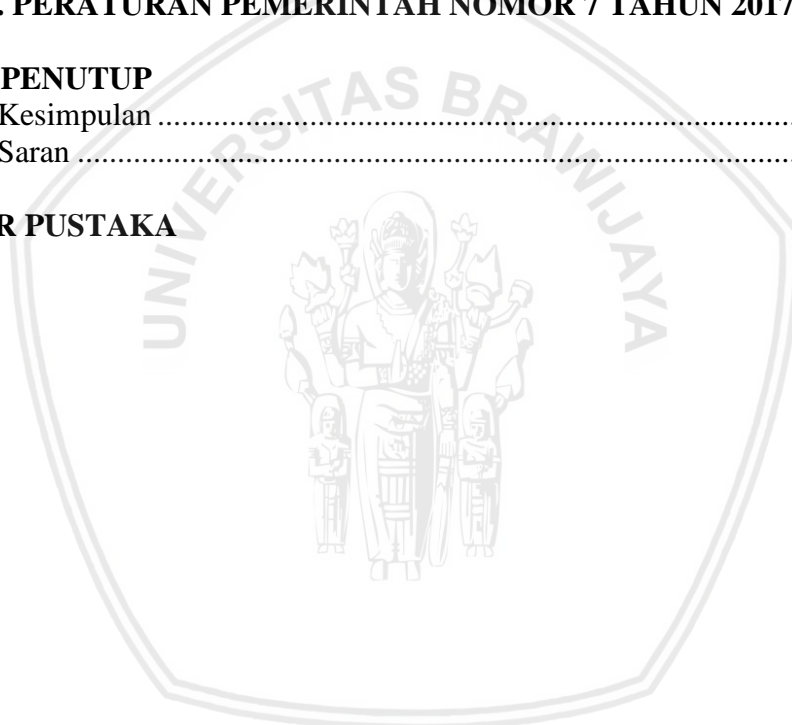 . PERATURAN PEMERINTAH NOMOR 7 TAHUN 2017
PENUTUP
Kesimpulan ................................................................................
Saran ..........................................................................................
R PUSTAKA
UNIVERSITAS BRAWIJAYA